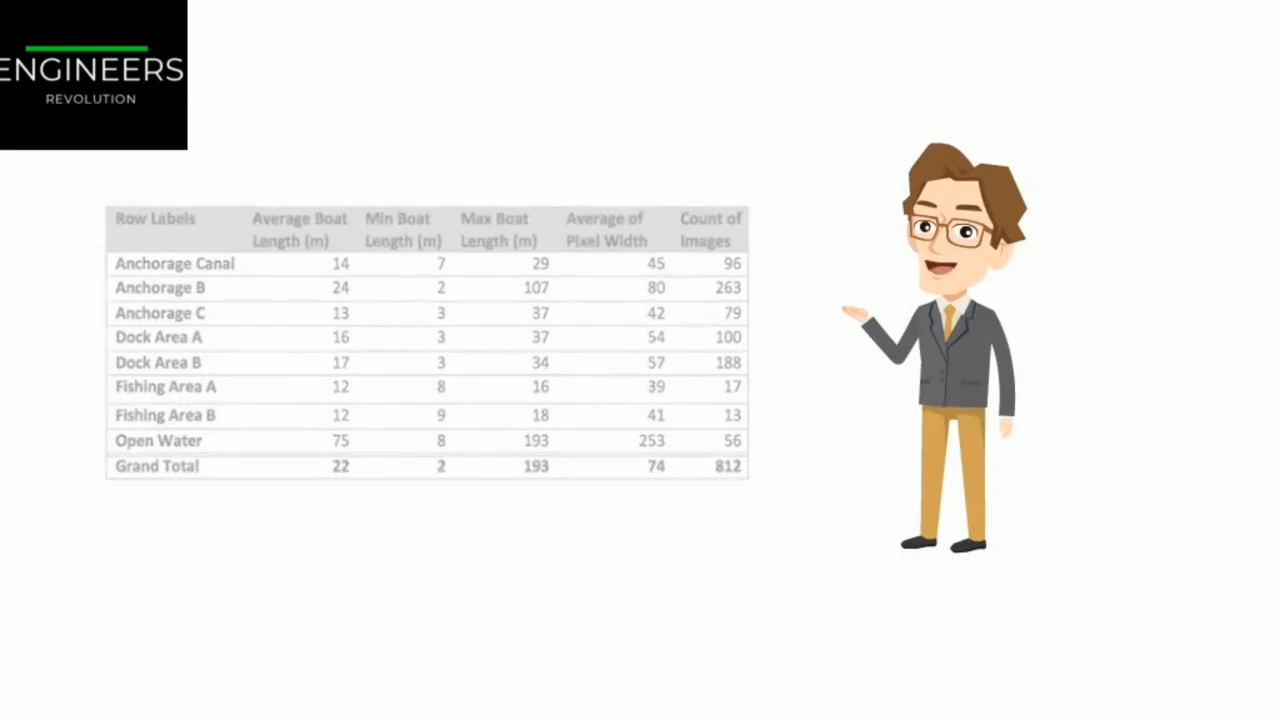 ENGINEERS
REVOLUTION
Row Labels Average Boat Length (m) Min Boat Length (m) Max Boat Length (m) Average of Pixel Width Count of Images
Anchorage Canal 14 7 29 45 96
Anchorage B 24 2 107 80 263
Anchorage C 13 3 37 42 79
Dock Area A 16 3 37 54 100
Dock Area B 17 3 34 57 188
Fishing Area A 12 8 16 39 17
Fishing Area B 12 9 18 41 13
Open Water 75 8 193 253 56
Grand Total 22 2 193 74 812